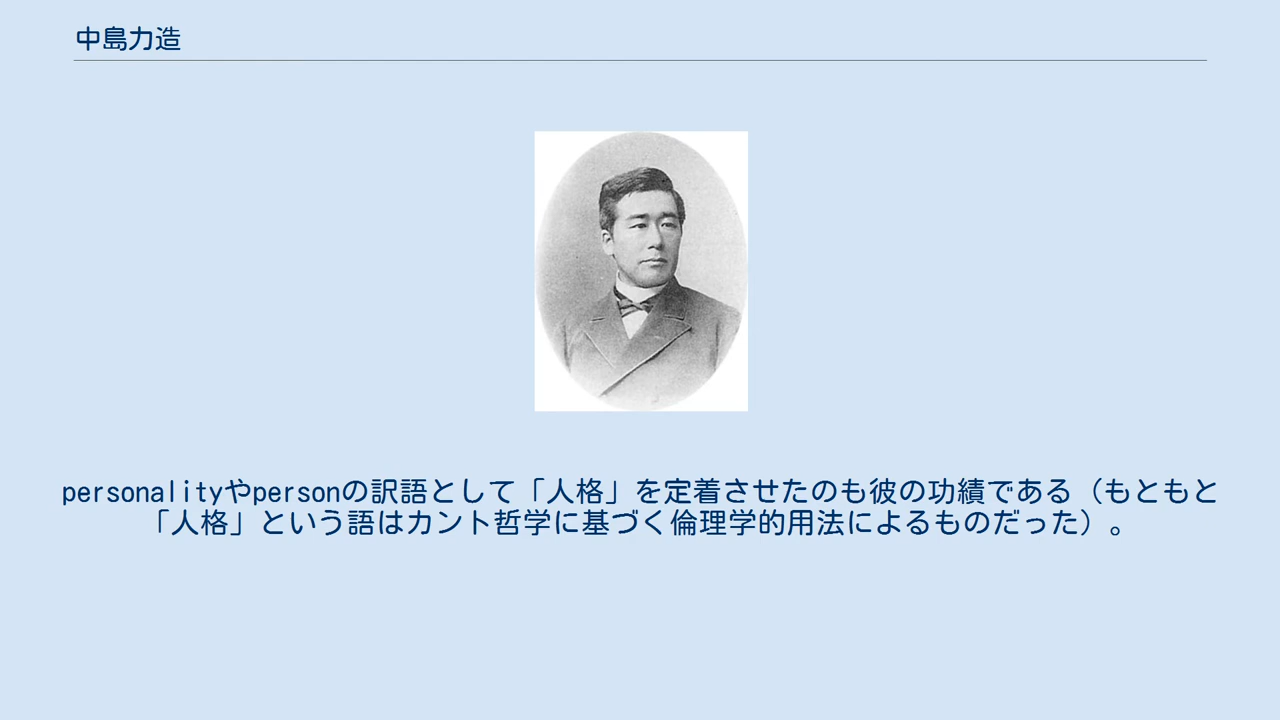 中島力造
personalityやpersonの訳語として「人格」を定着させたのも彼の功績である（もともと
「人格」という語はカント哲学に基づく倫理学的用法によるものだった）。